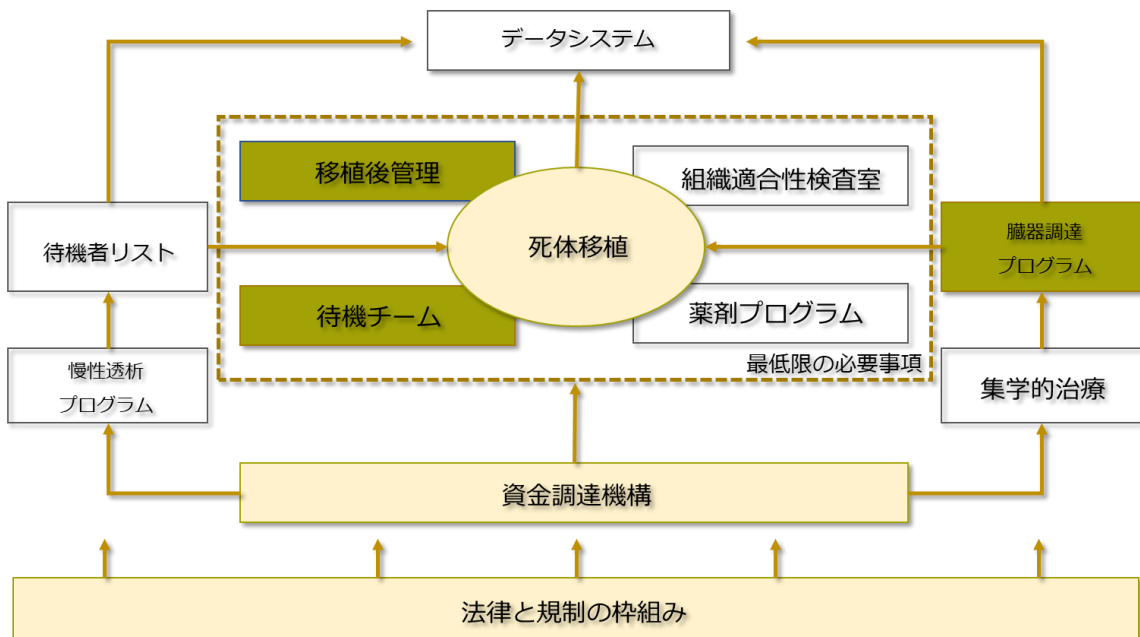 データシステム
移植後管理
組織適合性検査室
待機者リスト
死体移植
臓器調達
プログラム
待機チーム
薬剤プログラム
最低限の必要事項
慢性透析
プログラム
集学的治療
資金調達機構
法律と規制の枠組み